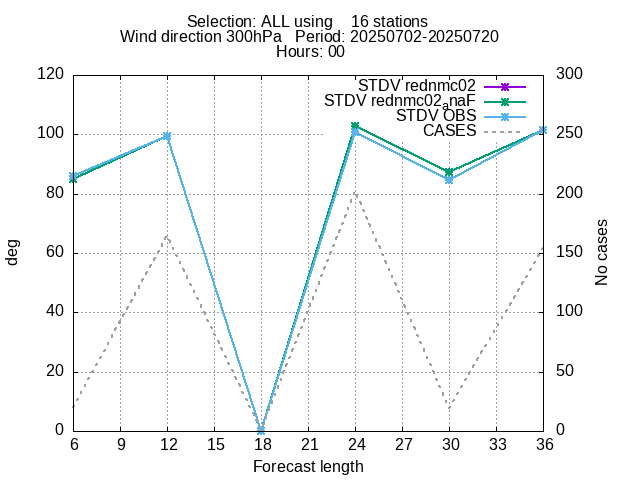 Selection: ALL using 16 stations
Wind direction 300hPa Period: 20250702-20250720
Hours: 00
120 300
STDV rednmc02
STDV rednmc02anaF
STDV OBS
CASES
100 250
80 200
60 150
40 100
20 50
0 0
deg
No cases
6 9 12 15 18 21 24 27 30 33 36
Forecast length